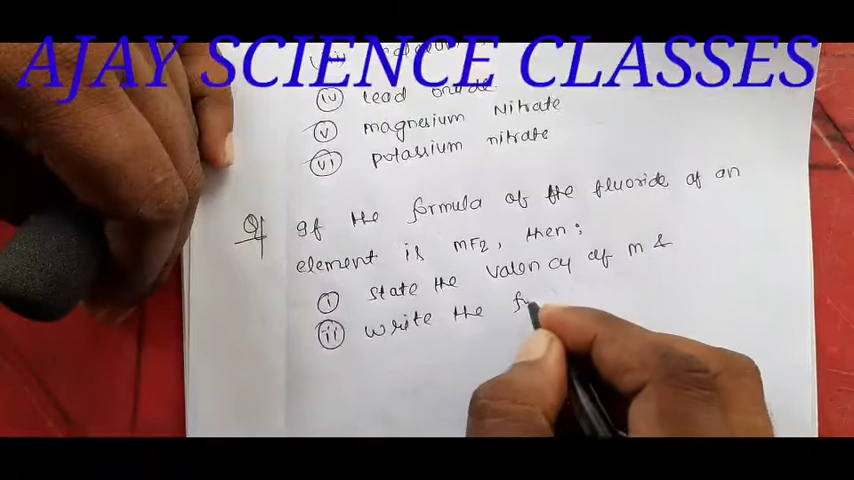 AJAY SCIENCE CLASSES
iv lead oxide
v magnesium Nitrate
vi potassium nitrate
Q If the formula of the fluoride of an
element is MF2, then :
i State the valency of m &
ii write the